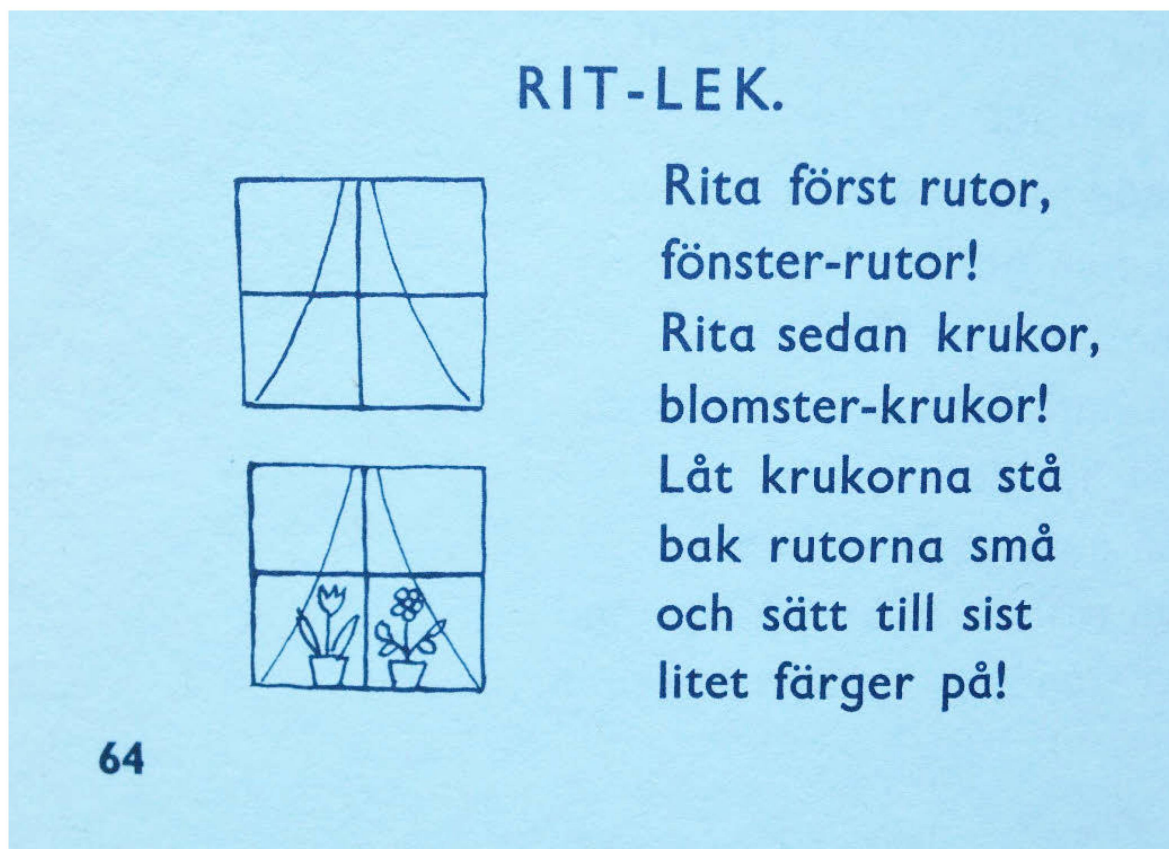 RIT-LEK.
Rita först rutor,
fönster-rutor!
Rita sedan krukor,
blomster-krukor!
Låt krukorna stå
bak rutorna små
och sätt till sist
litet färger på!
64